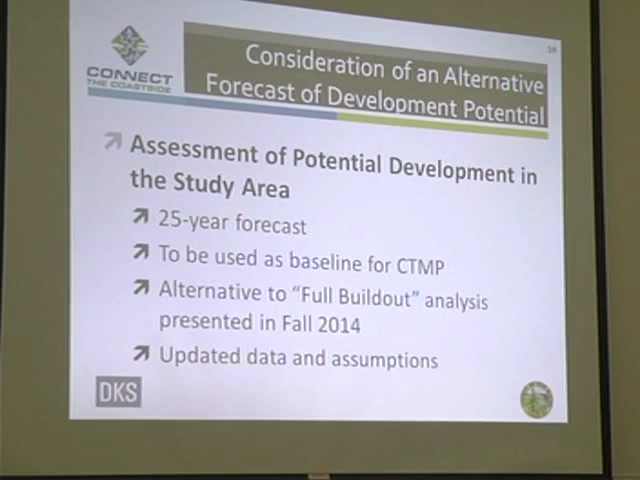 CONNECT
THE COASTSIDE
Consideration of an Alternative
Forecast of Development Potential
Assessment of Potential Development in
the Study Area
25-year forecast
To be used as baseline for CTMP
Alternative to “Full Buildout” analysis
presented in Fall 2014
Updated data and assumptions
DKS